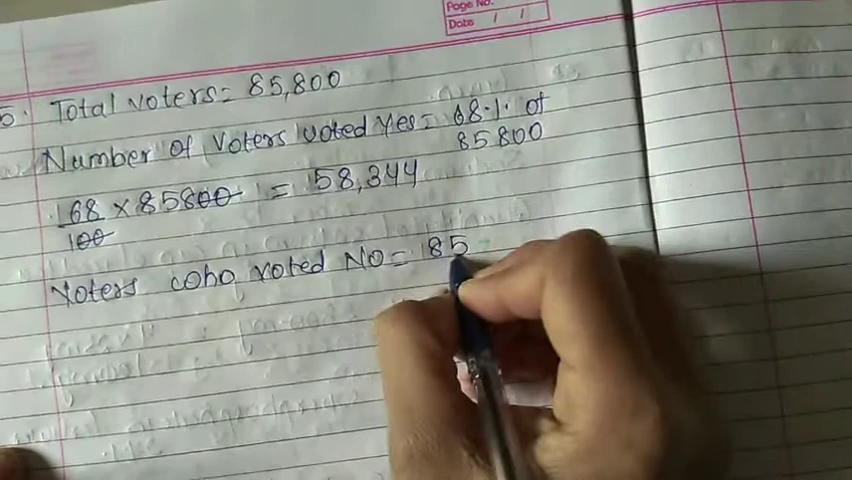 Page No.
Date / /
5. Total voters = 85,800
Number of Voters voted Yes = 68% of
85800
68 × 85800 = 58,344
100
Voters who voted No = 85